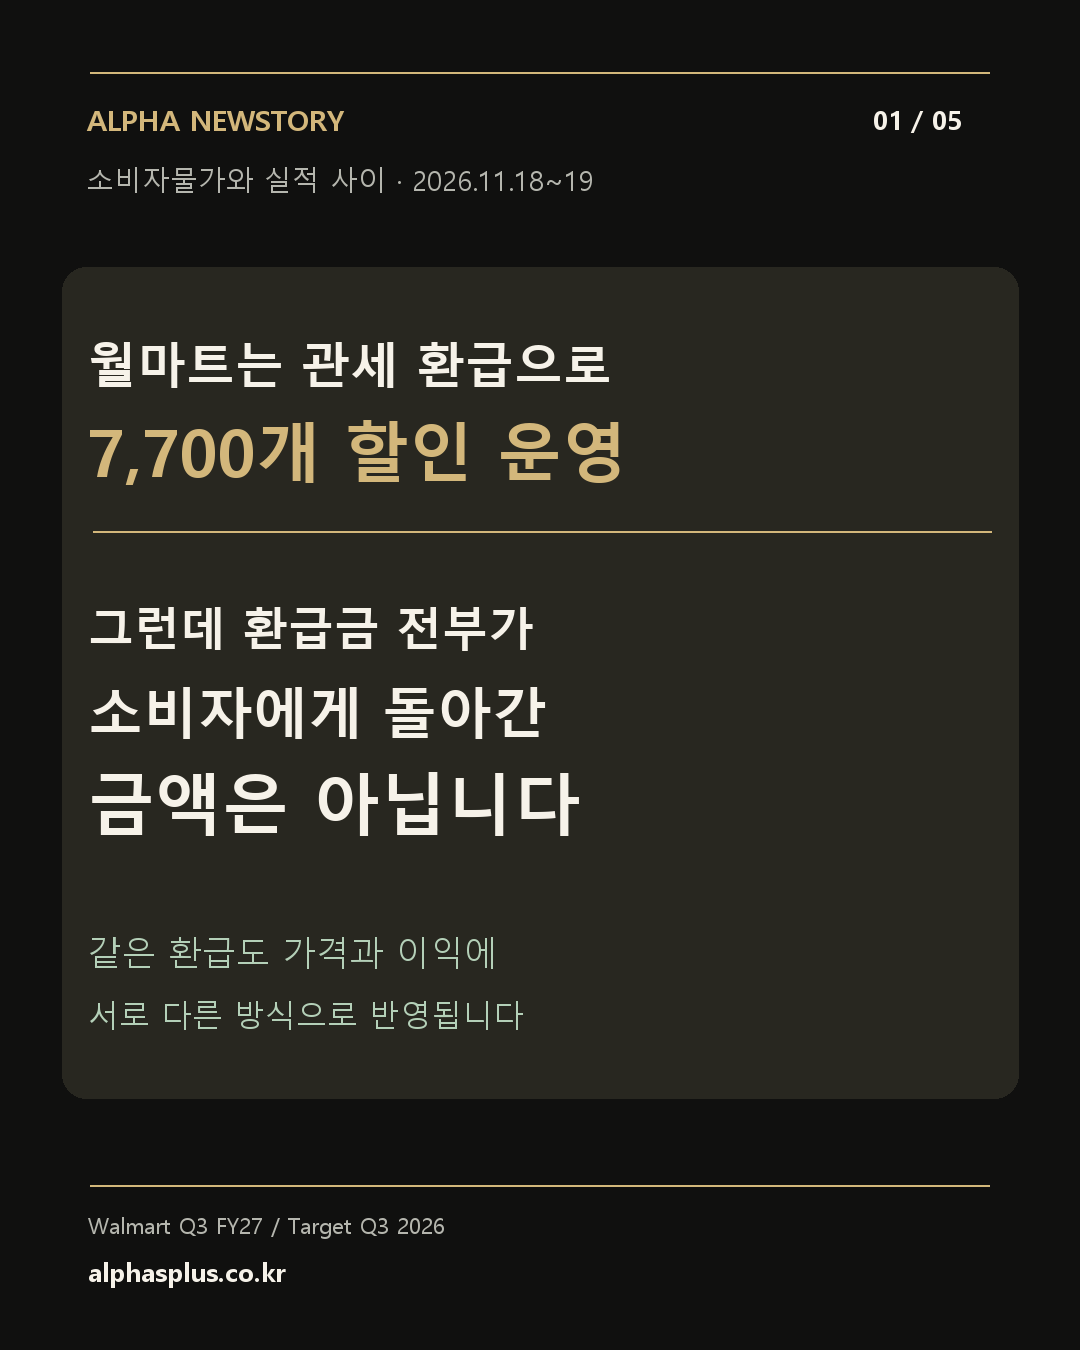 ALPHA NEWSTORY
01 / 05
소비자물가와 실적 사이 · 2026.11.18~19
월마트는 관세 환급으로
7,700개 할인 운영
그런데 환급금 전부가
소비자에게 돌아간
금액은 아닙니다
같은 환급도 가격과 이익에
서로 다른 방식으로 반영됩니다
Walmart Q3 FY27 / Target Q3 2026
alphasplus.co.kr